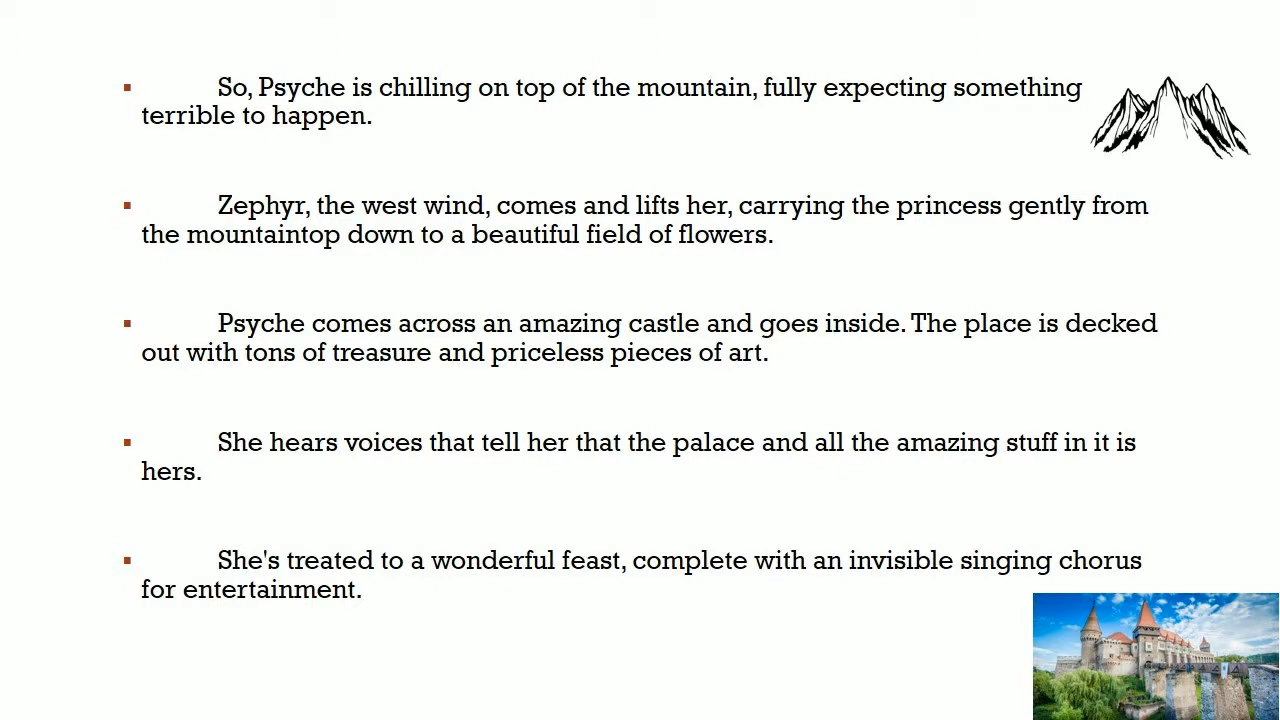 So, Psyche is chilling on top of the mountain, fully expecting something
terrible to happen.
Zephyr, the west wind, comes and lifts her, carrying the princess gently from
the mountaintop down to a beautiful field of flowers.
Psyche comes across an amazing castle and goes inside. The place is decked
out with tons of treasure and priceless pieces of art.
She hears voices that tell her that the palace and all the amazing stuff in it is
hers.
She's treated to a wonderful feast, complete with an invisible singing chorus
for entertainment.